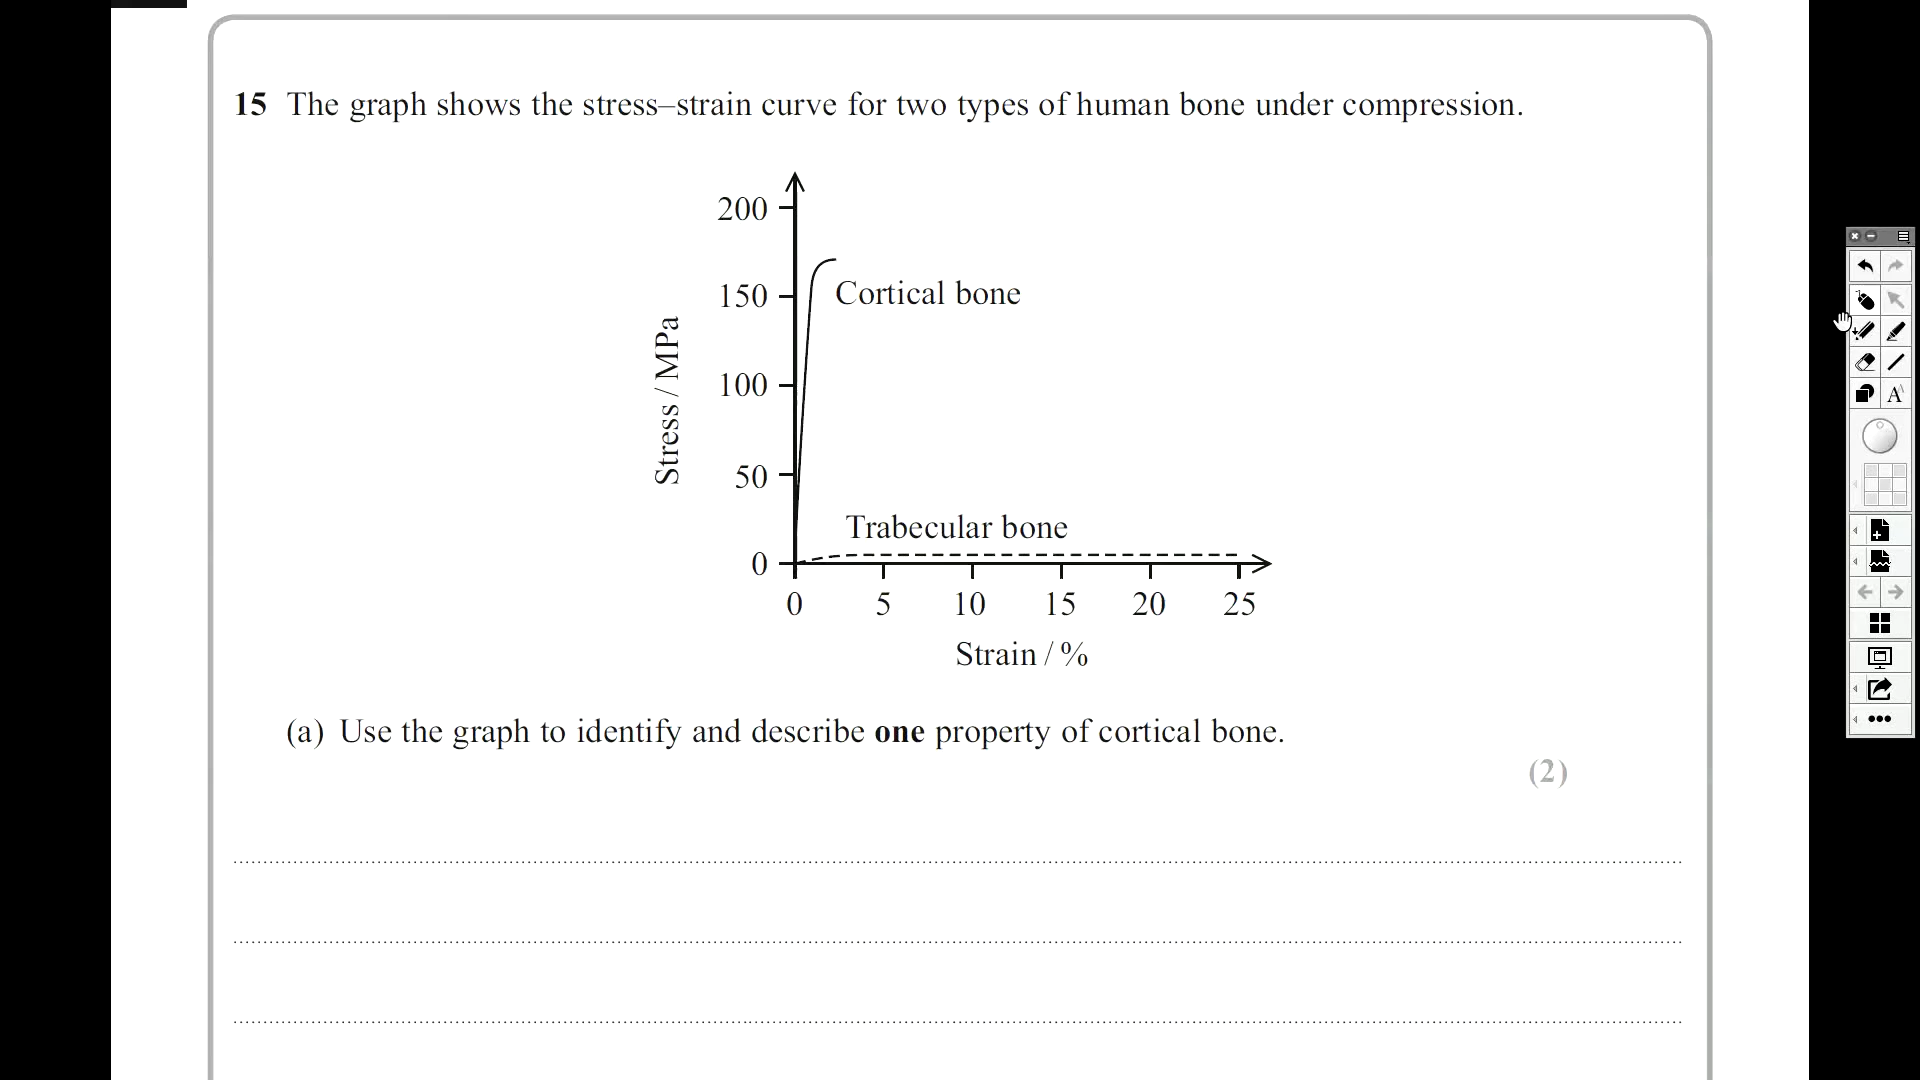 15 The graph shows the stress–strain curve for two types of human bone under compression.
200
150
100
50
0
Stress / MPa
Cortical bone
Trabecular bone
0 5 10 15 20 25
Strain / %
(a) Use the graph to identify and describe one property of cortical bone.
(2)
A